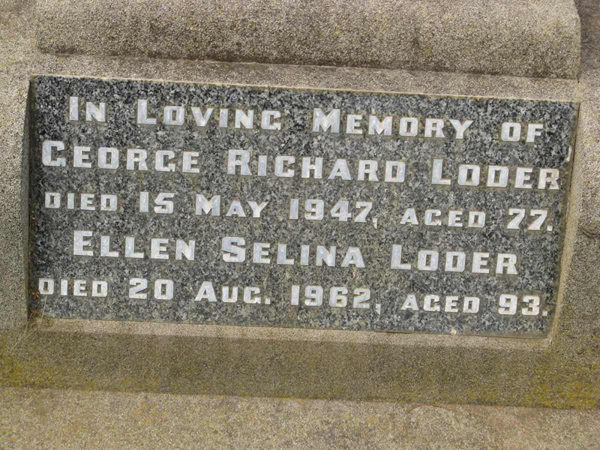 IN LOVING MEMORY OF
GEORGE RICHARD LODER
DIED 15 MAY 1947, AGED 77.
ELLEN SELINA LODER
DIED 20 AUG. 1962, AGED 93.